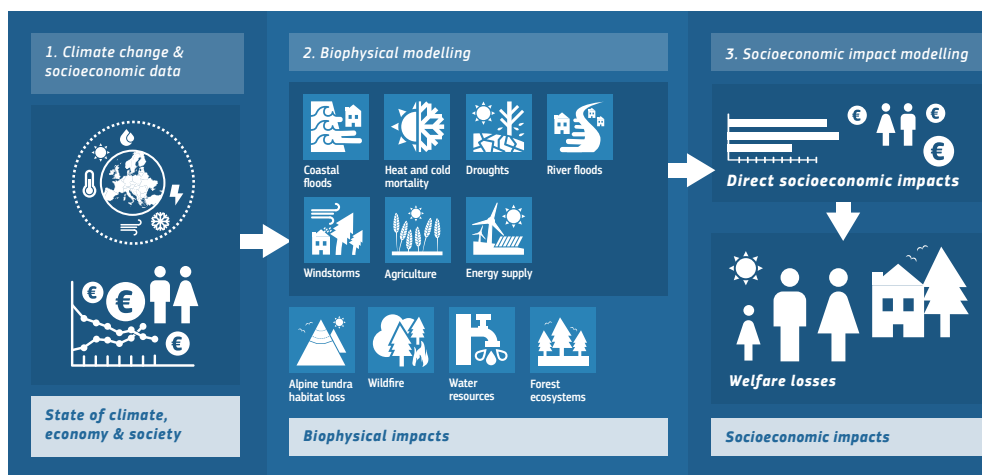 1. Climate change &
socioeconomic data
€
€
€
State of climate,
economy & society
2. Biophysical modelling
Coastal
floods
Heat and cold
mortality
Droughts
River floods
Windstorms
Agriculture
Energy supply
Alpine tundra
habitat loss
Wildfire
Water
resources
Forest
ecosystems
Biophysical impacts
3. Socioeconomic impact modelling
€
€
€
Direct socioeconomic impacts
Welfare losses
Socioeconomic impacts